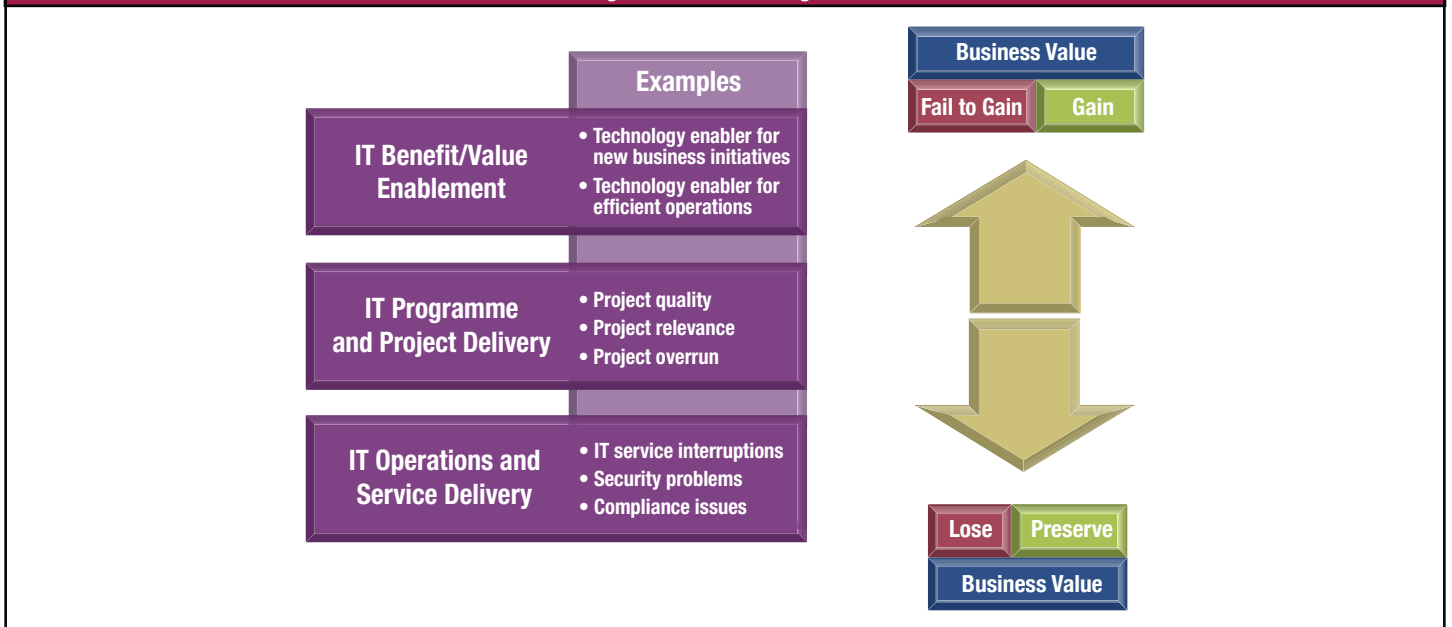 Examples
IT Benefit/Value
Enablement
• Technology enabler for
new business initiatives
• Technology enabler for
efficient operations
IT Programme
and Project Delivery
• Project quality
• Project relevance
• Project overrun
IT Operations and
Service Delivery
• IT service interruptions
• Security problems
• Compliance issues
Business Value
Fail to Gain
Gain
Lose
Preserve
Business Value